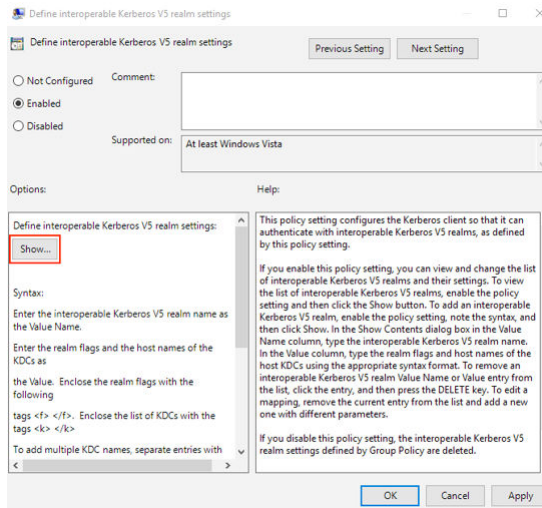 Define interoperable Kerberos V5 realm settings
Define interoperable Kerberos V5 realm settings
Previous Setting
Next Setting
Not Configured
Comment:
Enabled
Disabled
Supported on:
At least Windows Vista
Options:
Help:
Define interoperable Kerberos V5 realm settings:
Show...
Syntax:
Enter the interoperable Kerberos V5 realm name as
the Value Name.
Enter the realm flags and the host names of the
KDCs as
the Value. Enclose the realm flags with the
following
tags <f> </f>. Enclose the list of KDCs with the
tags <k> </k>
To add multiple KDC names, separate entries with
This policy setting configures the Kerberos client so that it can
authenticate with interoperable Kerberos V5 realms, as defined
by this policy setting.
If you enable this policy setting, you can view and change the list
of interoperable Kerberos V5 realms and their settings. To view
the list of interoperable Kerberos V5 realms, enable the policy
setting and then click the Show button. To add an interoperable
Kerberos V5 realm, enable the policy setting, note the syntax, and
then click Show. In the Show Contents dialog box in the Value
Name column, type the interoperable Kerberos V5 realm name.
In the Value column, type the realm flags and host names of the
host KDCs using the appropriate syntax format. To remove an
interoperable Kerberos V5 realm Value Name or Value entry from
the list, click the entry, and then press the DELETE key. To edit a
mapping, remove the current entry from the list and add a new
one with different parameters.
If you disable this policy setting, the interoperable Kerberos V5
realm settings defined by Group Policy are deleted.
OK
Cancel
Apply